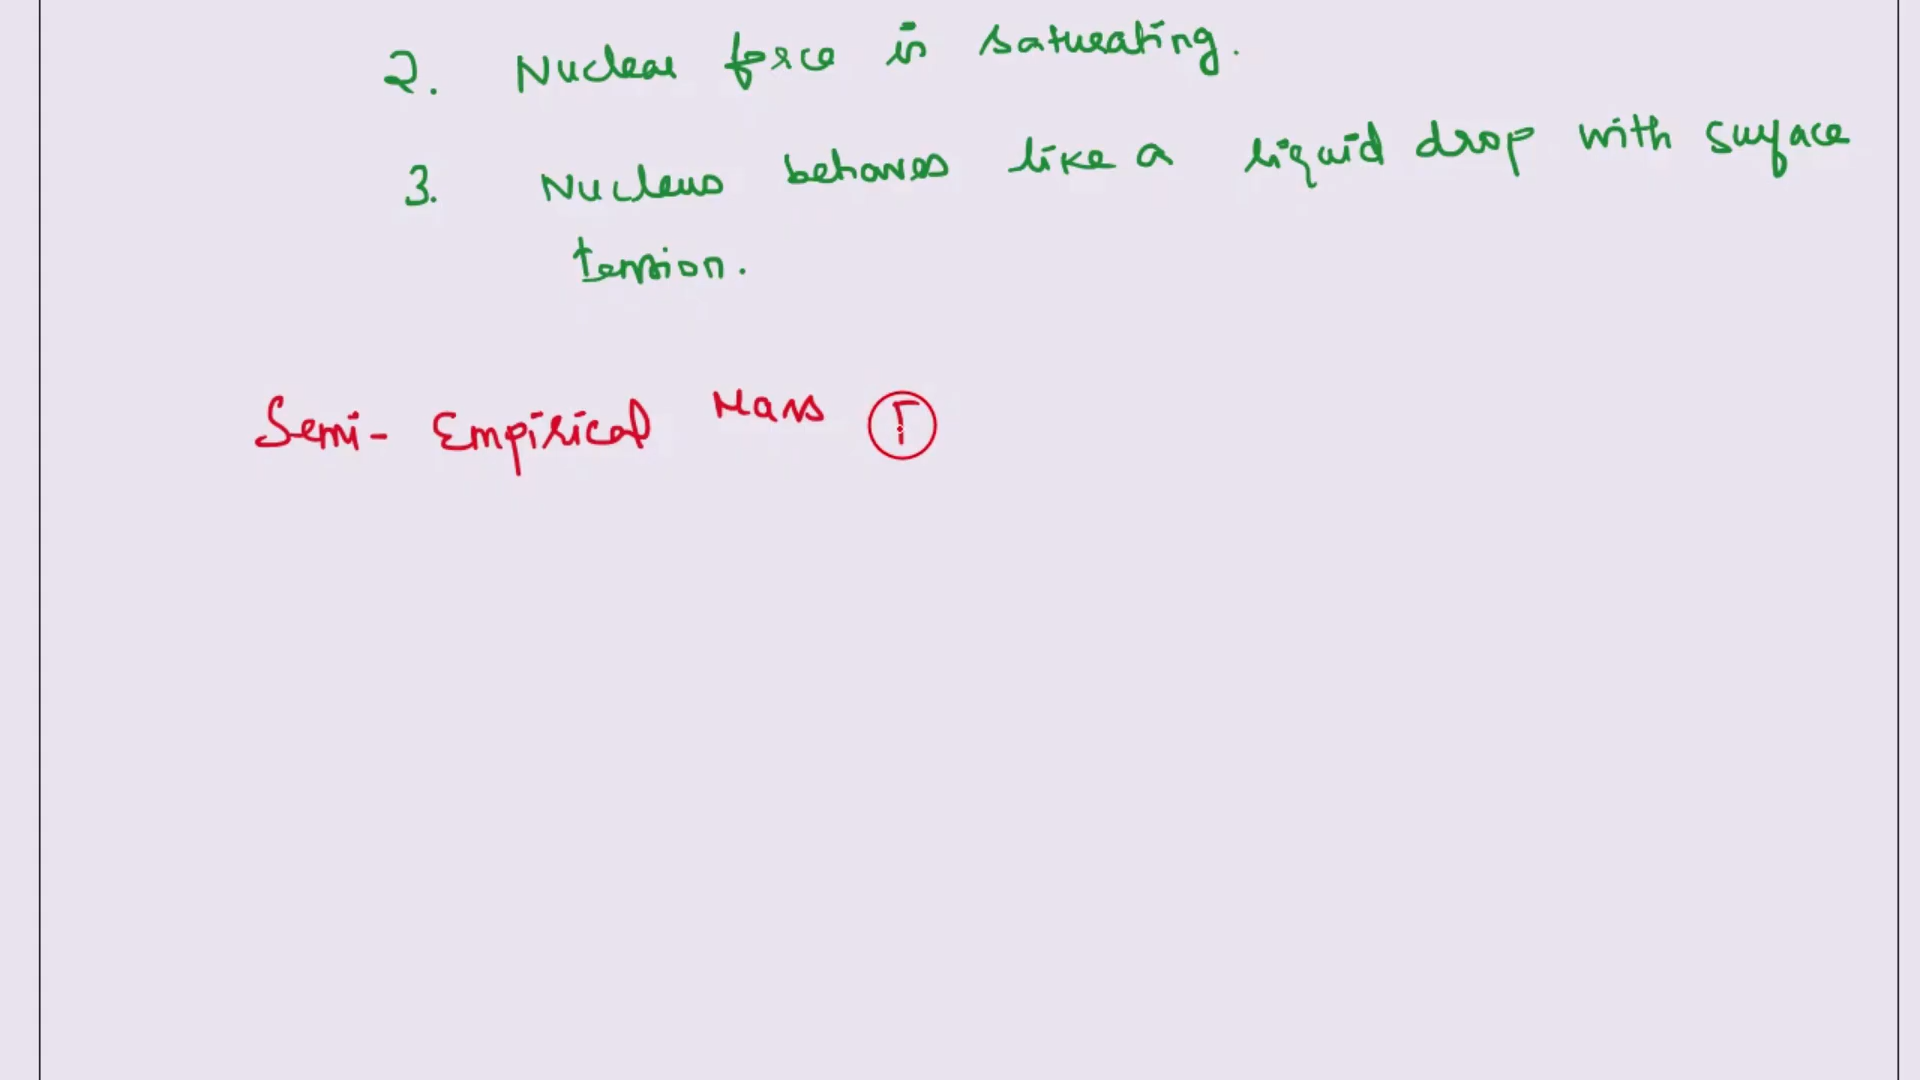 2. Nuclear force is saturating.
3. Nucleus behaves like a liquid drop with surface
tension.
Semi-Empirical Mass